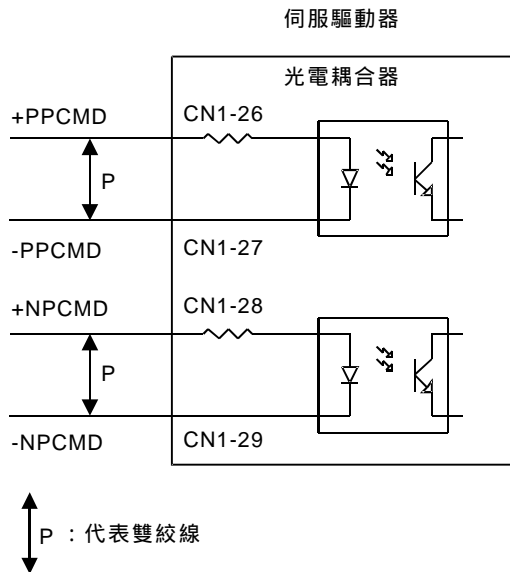 伺服驅動器
光電耦合器
+PPCMD
CN1-26
P
-PPCMD
CN1-27
+NPCMD
CN1-28
P
-NPCMD
CN1-29
P ：代表雙絞線